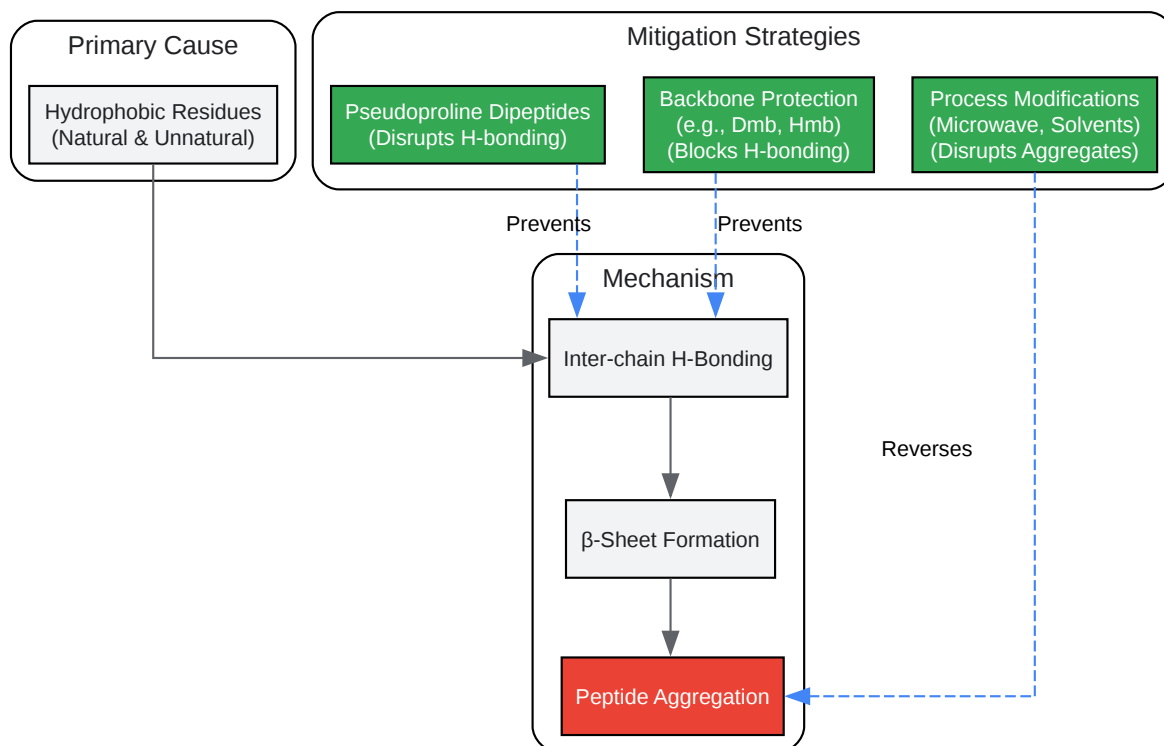 Primary Cause
Hydrophobic Residues
(Natural & Unnatural)
Mitigation Strategies
Pseudoproline Dipeptides
(Disrupts H-bonding)
Backbone Protection
(e.g., Dmb, Hmb)
(Blocks H-bonding)
Process Modifications
(Microwave, Solvents)
(Disrupts Aggregates)
Prevents
Prevents
Mechanism
Inter-chain H-Bonding
Reverses
β-Sheet Formation
Peptide Aggregation